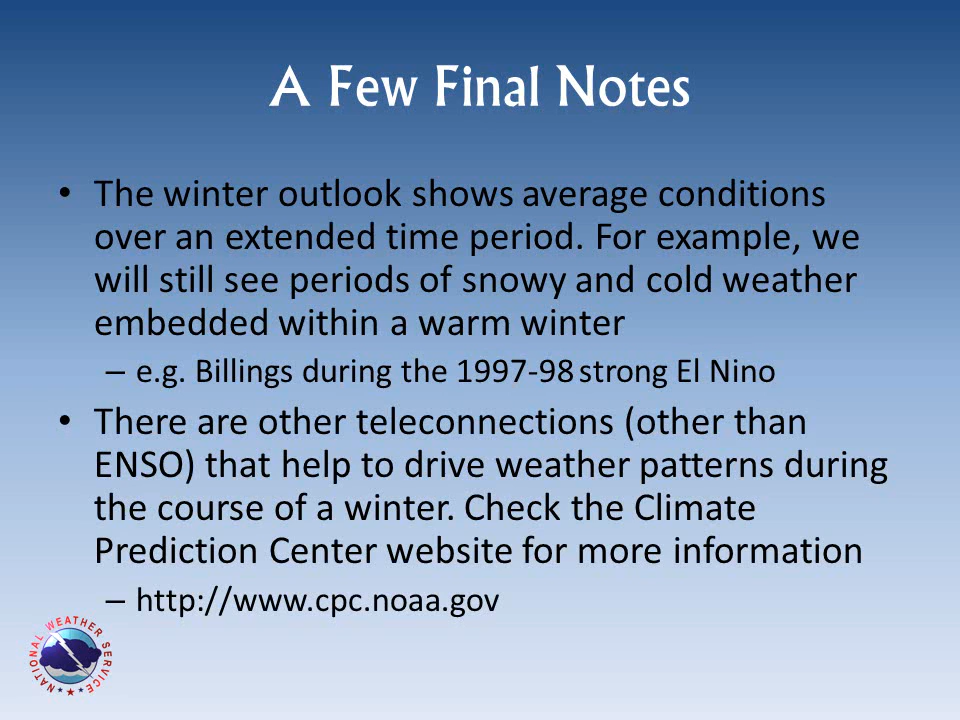 A Few Final Notes
• The winter outlook shows average conditions
over an extended time period. For example, we
will still see periods of snowy and cold weather
embedded within a warm winter
– e.g. Billings during the 1997-98 strong El Nino
• There are other teleconnections (other than
ENSO) that help to drive weather patterns during
the course of a winter. Check the Climate
Prediction Center website for more information
– http://www.cpc.noaa.gov
NATIONAL WEATHER SERVICE